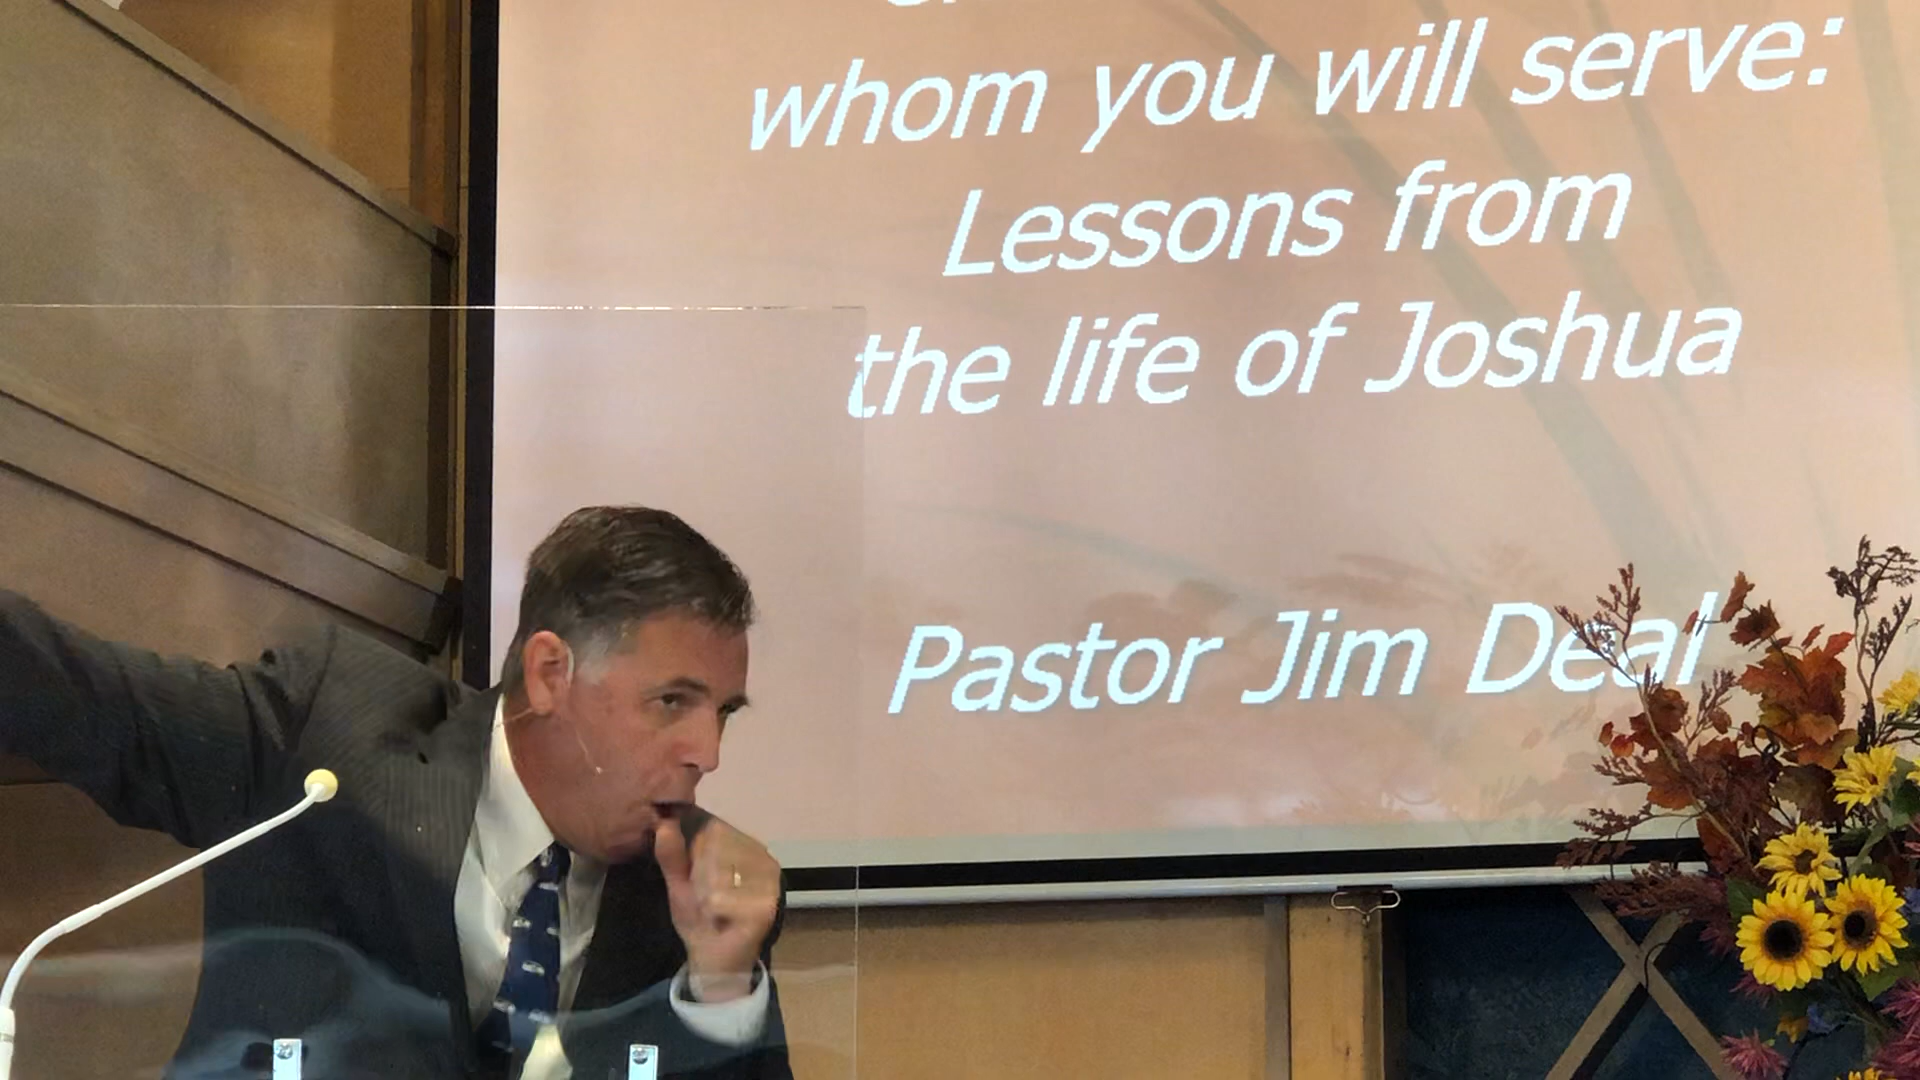 whom you will serve:
Lessons from
the life of Joshua
Pastor Jim Deal